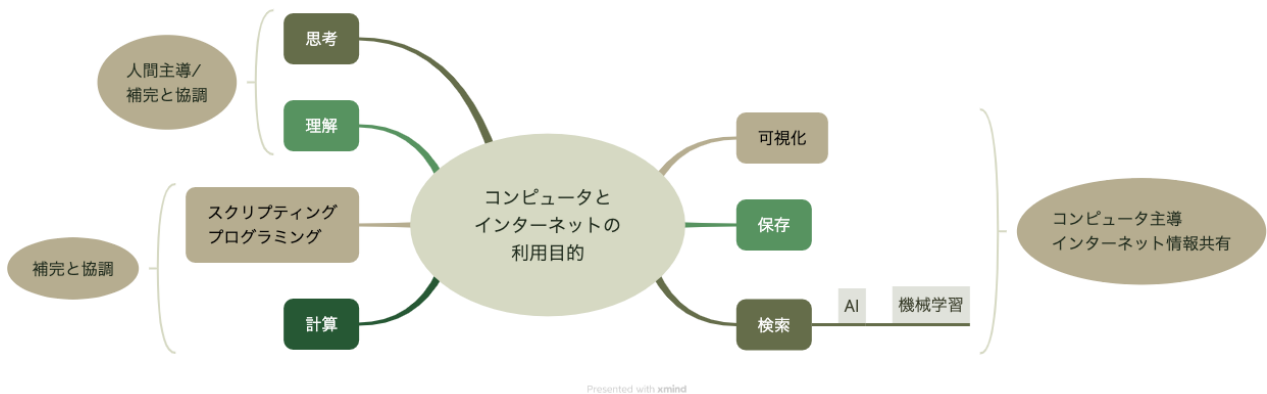 思考
人間主導/
補完と協調
理解
スクリプティング
プログラミング
補完と協調
計算
コンピュータと
インターネットの
利用目的
可視化
保存
検索
AI
機械学習
コンピュータ主導
インターネット情報共有
Presented with xmind